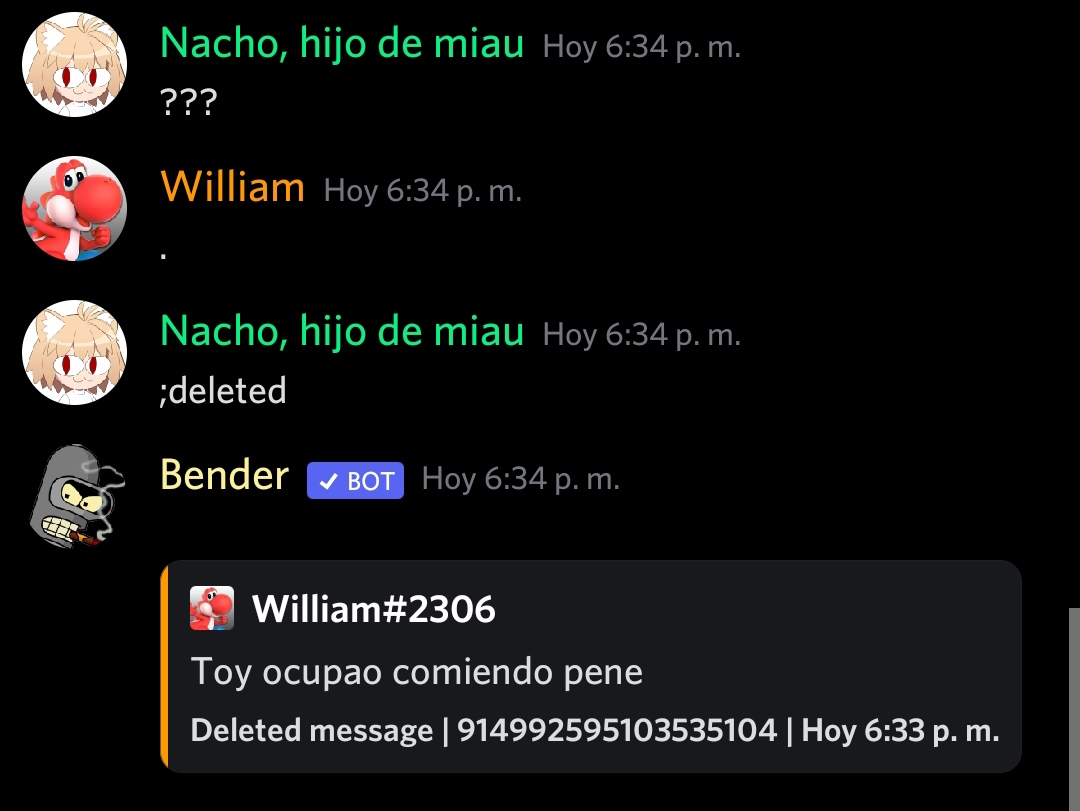 Nacho, hijo de miau Hoy 6:34 p. m.
???
William Hoy 6:34 p. m.
.
Nacho, hijo de miau Hoy 6:34 p. m.
;deleted
Bender ✓ BOT Hoy 6:34 p. m.
William#2306
Toy ocupao comiendo pene
Deleted message | 914992595103535104 | Hoy 6:33 p. m.